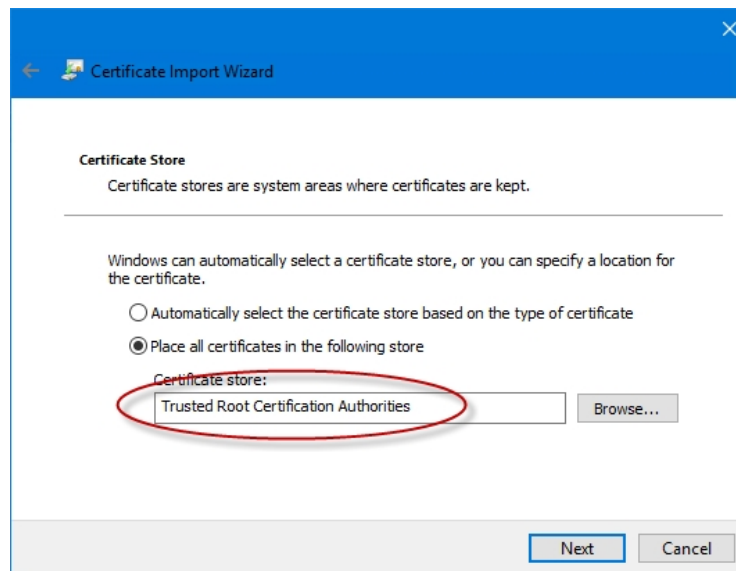 Certificate Import Wizard
Certificate Store
Certificate stores are system areas where certificates are kept.
Windows can automatically select a certificate store, or you can specify a location for
the certificate.
Automatically select the certificate store based on the type of certificate
Place all certificates in the following store
Certificate store:
Trusted Root Certification Authorities
Browse...
Next
Cancel